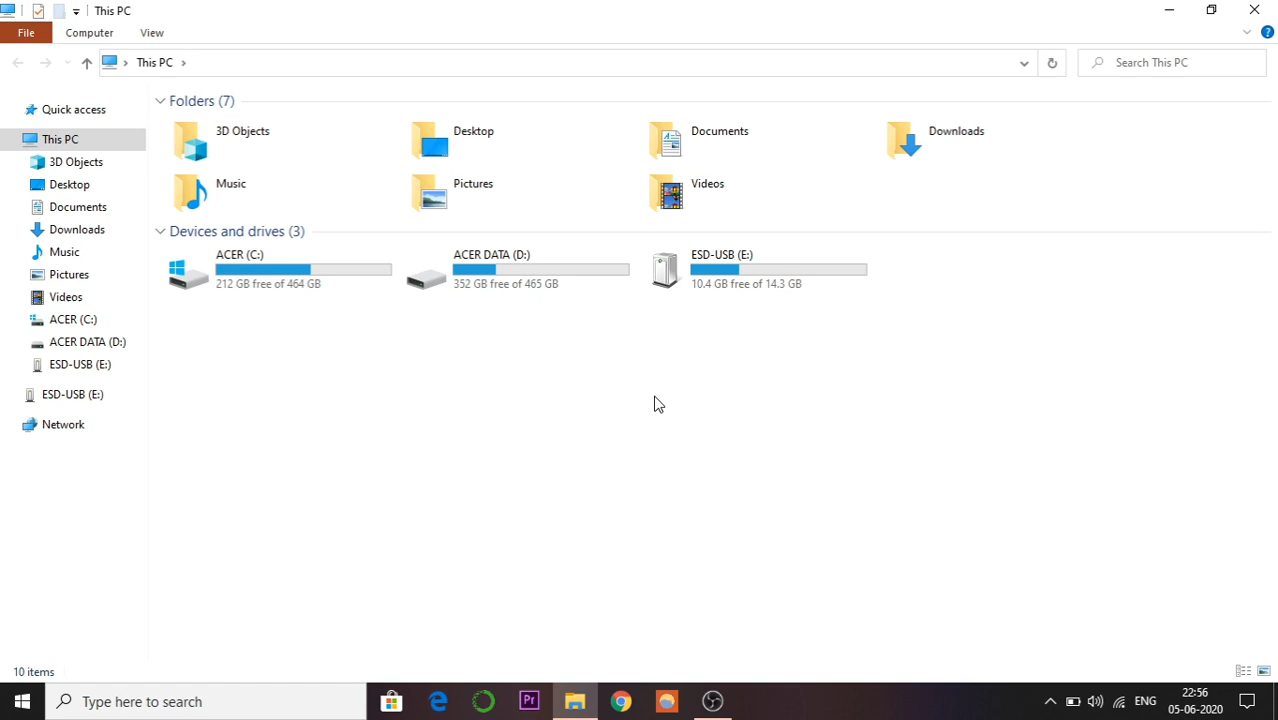 This PC
File Computer View
This PC
Search This PC
Quick access
This PC
3D Objects
Desktop
Documents
Downloads
Music
Pictures
Videos
ACER (C:)
ACER DATA (D:)
ESD-USB (E:)
ESD-USB (E:)
Network
Folders (7)
3D Objects Desktop Documents Downloads
Music Pictures Videos
Devices and drives (3)
ACER (C:)
212 GB free of 464 GB
ACER DATA (D:)
352 GB free of 465 GB
ESD-USB (E:)
10.4 GB free of 14.3 GB
10 items
Type here to search
Pr
ENG
22:56
05-06-2020